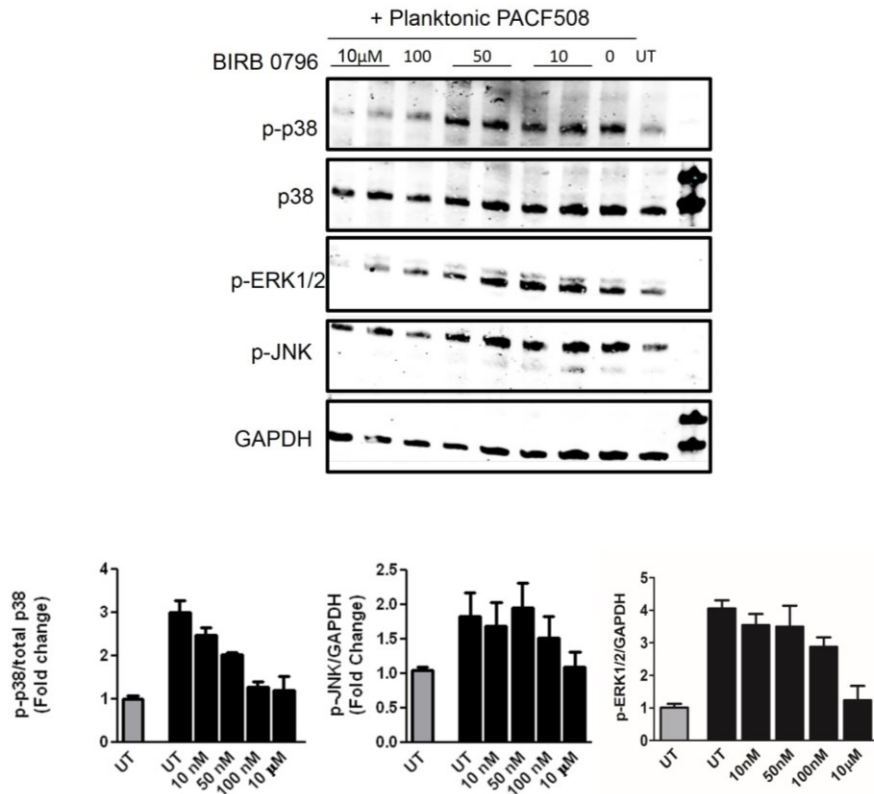 + Planktonic PACF508
BIRB 0796 10µM 100 50 10 0 UT
p-p38
p38
p-ERK1/2
p-JNK
GAPDH
p-p38/total p38
(Fold change)
4
3
2
1
0
UT UT 10 nM 50 nM 100 nM 10 µM
p-JNK/GAPDH
(Fold Change)
2.5
2.0
1.5
1.0
0.5
0.0
UT UT 10 nM 50 nM 100 nM 10 µM
p-ERK1/2/GAPDH
5
4
3
2
1
0
UT UT 10nM 50nM 100nM 10µM